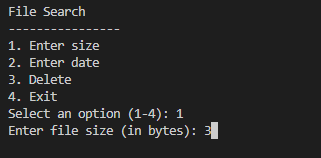 File Search
----------------
1. Enter size
2. Enter date
3. Delete
4. Exit
Select an option (1-4): 1
Enter file size (in bytes): 3